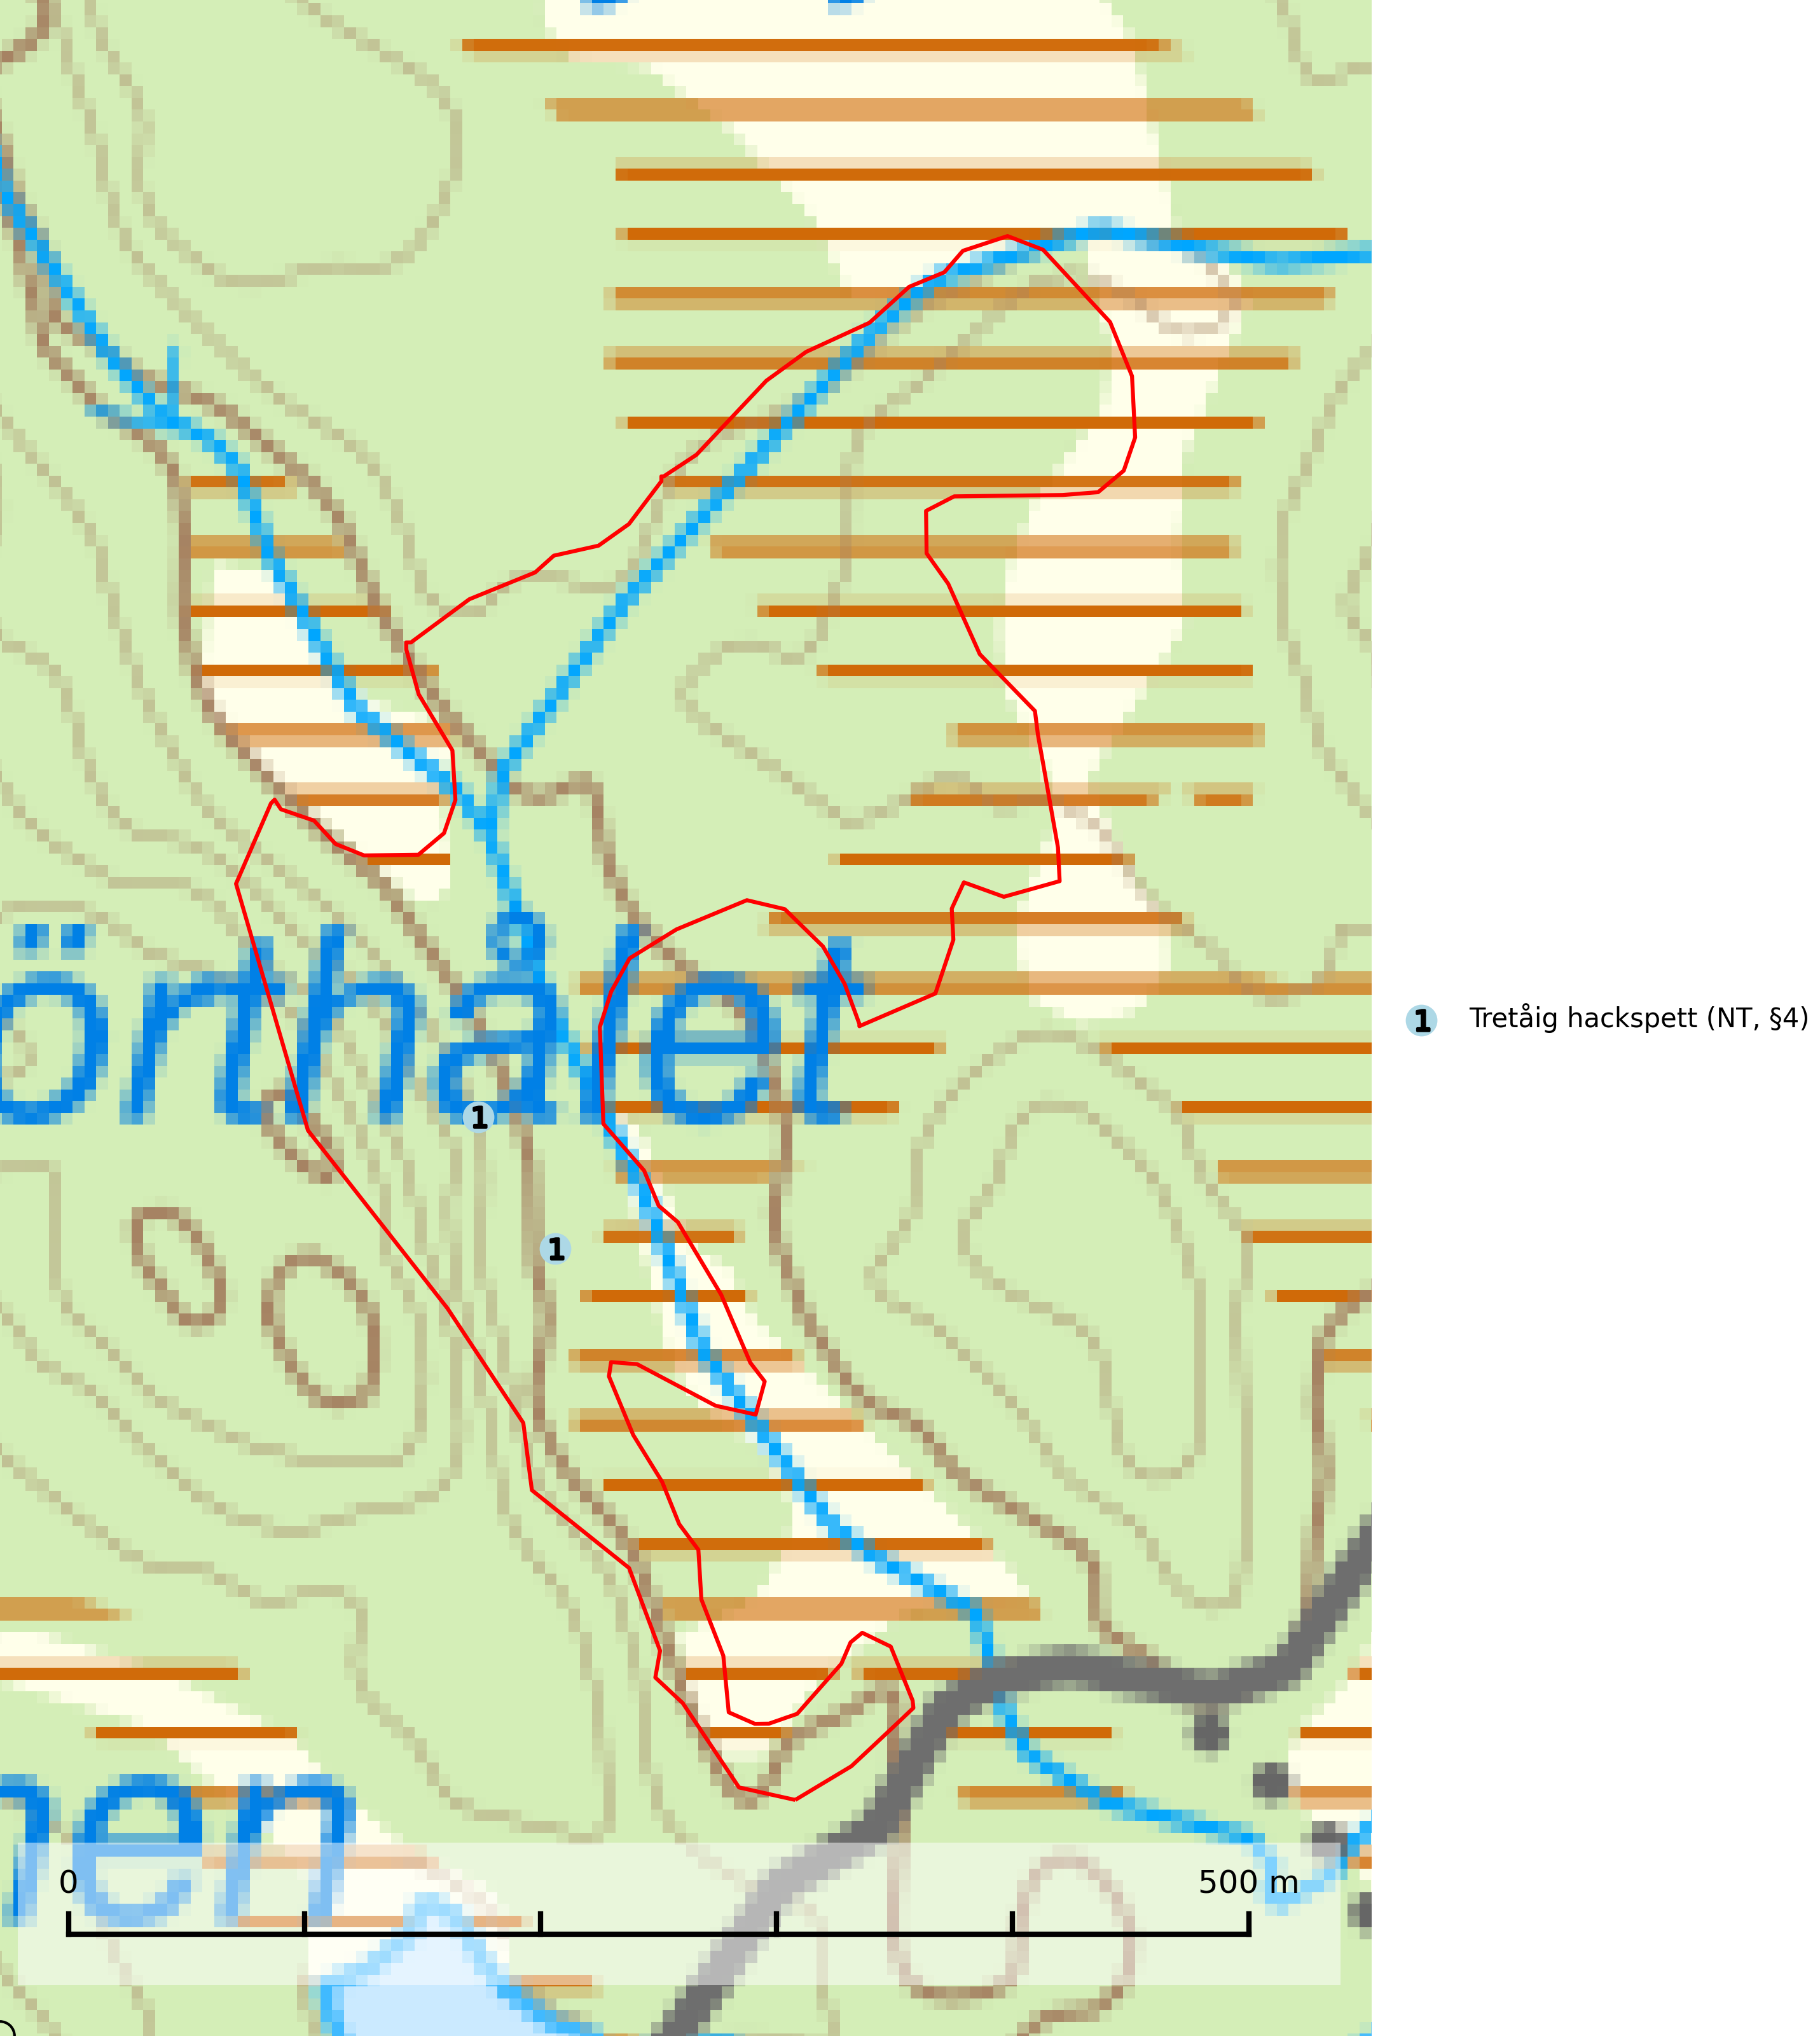 örthålet
1 Tretåig hackspett (NT, §4)
1
1
nen
0 500 m